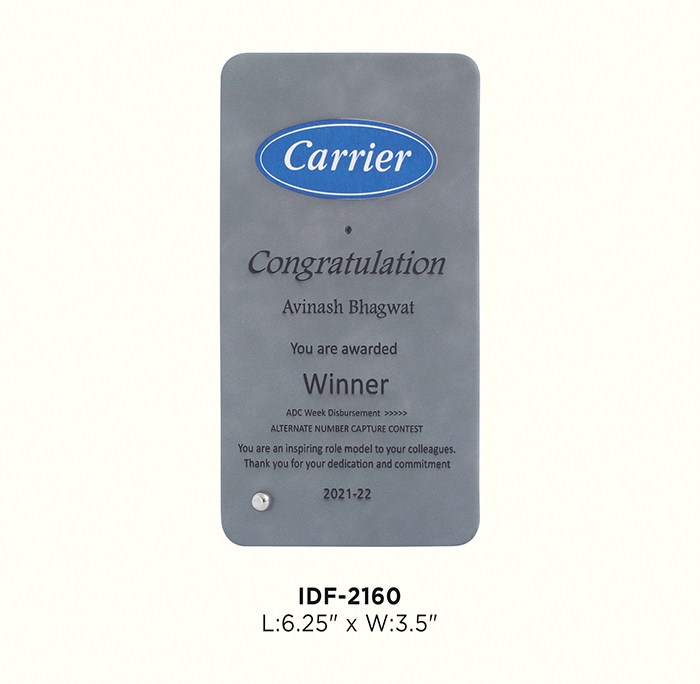 Carrier
Congratulation
Avinash Bhagwat
You are awarded
Winner
ADC Week Disbursement >>>>>
ALTERNATE NUMBER CAPTURE CONTEST
You are an inspiring role model to your colleagues.
Thank you for your dedication and commitment
2021-22
IDF-2160
L:6.25" x W:3.5"